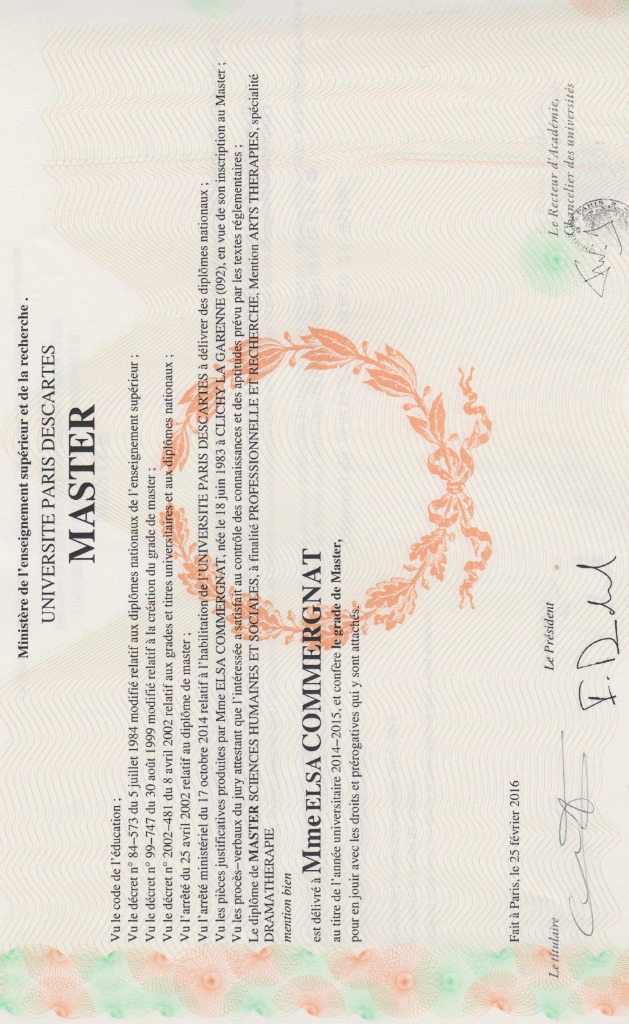 Ministère de l'enseignement supérieur et de la recherche .
UNIVERSITE PARIS DESCARTES
MASTER
Vu le code de l'éducation ;
Vu le décret n° 84−573 du 5 juillet 1984 modifié relatif aux diplômes nationaux de l'enseignement supérieur ;
Vu le décret n° 99−747 du 30 août 1999 modifié relatif à la création du grade de master ;
Vu le décret n° 2002−481 du 8 avril 2002 relatif aux grades et titres universitaires et aux diplômes nationaux ;
Vu l'arrêté du 25 avril 2002 relatif au diplôme de master ;
Vu l'arrêté ministériel du 17 octobre 2014 relatif à l'habilitation de l'UNIVERSITE PARIS DESCARTES à délivrer des diplômes nationaux ;
Vu les pièces justificatives produites par Mme ELSA COMMERGNAT, née le 18 juin 1983 à CLICHY LA GARENNE (092), en vue de son inscription au Master ;
Vu les procès−verbaux du jury attestant que l'intéressée a satisfait au contrôle des connaissances et des aptitudes prévu par les textes réglementaires ;
Le diplôme de MASTER SCIENCES HUMAINES ET SOCIALES, à finalité PROFESSIONNELLE ET RECHERCHE, Mention ARTS THERAPIES, spécialité
DRAMATHERAPIE
mention bien
est délivré à Mme ELSA COMMERGNAT
au titre de l'année universitaire 2014−2015, et confère le grade de Master,
pour en jouir avec les droits et prérogatives qui y sont attachés.
Fait à Paris, le 25 février 2016
Le titulaire
Le Président
Le Recteur d'Académie,
Chancelier des universités
PARIS